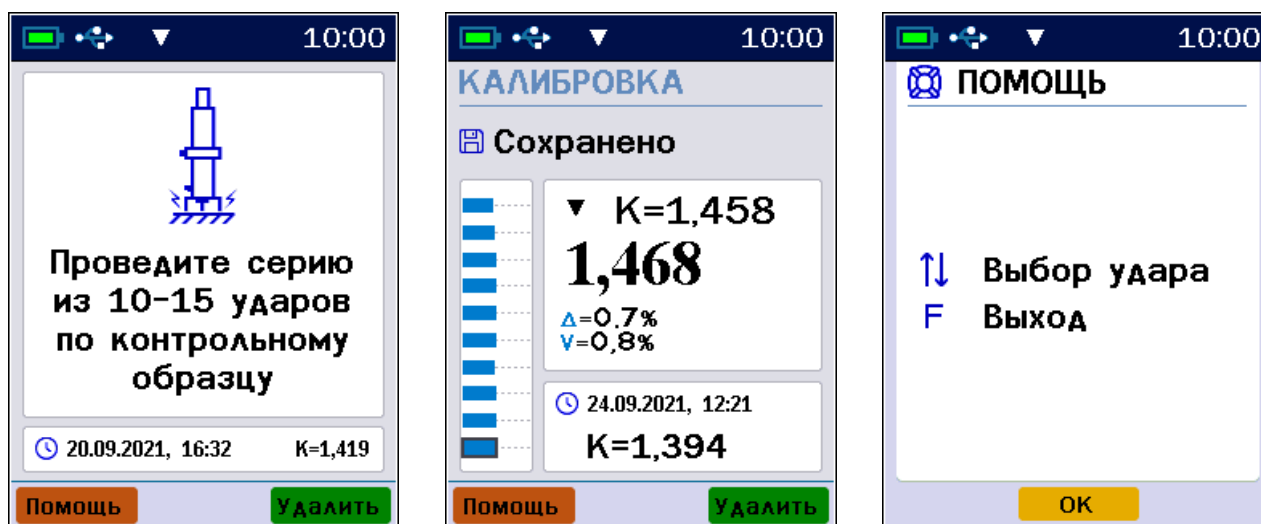 10:00
Проведите серию
из 10-15 ударов
по контрольному
образцу
20.09.2021, 16:32 K=1,419
Помощь Удалить
10:00
КАЛИБРОВКА
Сохранено
K=1,458
1,468
Δ=0.7%
V=0,8%
24.09.2021, 12:21
K=1,394
Помощь Удалить
10:00
ПОМОЩЬ
↑↓ Выбор удара
F Выход
ОК